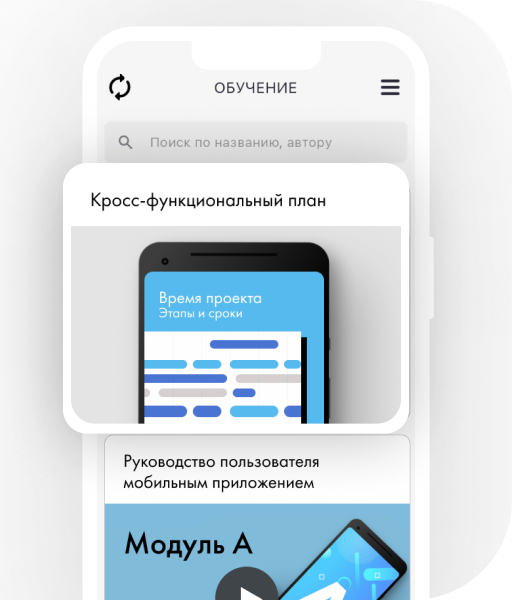 ОБУЧЕНИЕ
Поиск по названию, автору
Кросс-функциональный план
Время проекта
Этапы и сроки
Руководство пользователя
мобильным приложением
Модуль А